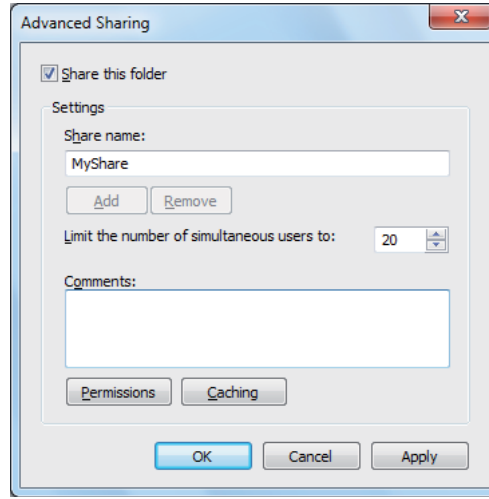 Advanced Sharing
Share this folder
Settings
Share name:
MyShare
Add Remove
Limit the number of simultaneous users to: 20
Comments:
Permissions Caching
OK Cancel Apply